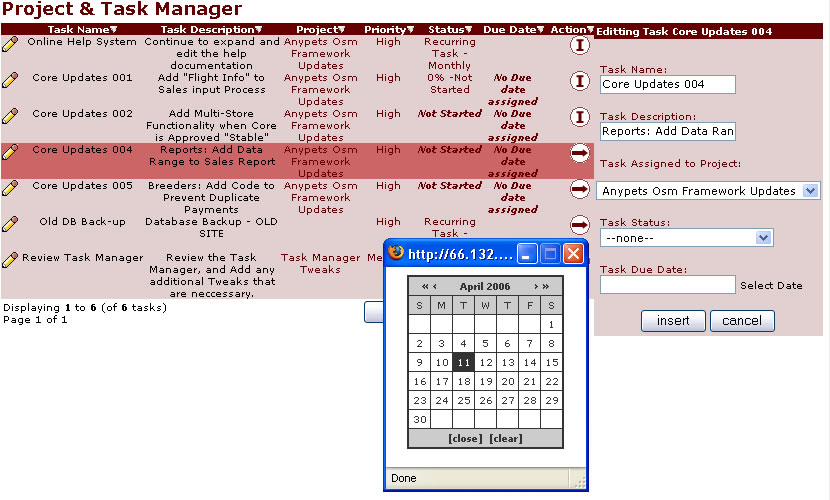 Project & Task Manager
Task Name▼ Task Description▼ Project▼ Priority▼ Status▼ Due Date▼ Action▼
Online Help System Continue to expand and edit the help documentation Anypets Osm Framework Updates High Recurring Task - Monthly
Core Updates 001 Add "Flight Info" to Sales input Process Anypets Osm Framework Updates High 0% -Not Started No Due date assigned
Core Updates 002 Add Multi-Store Functionality when Core is Approved "Stable" Anypets Osm Framework Updates High Not Started No Due date assigned
Core Updates 004 Reports: Add Data Range to Sales Report Anypets Osm Framework Updates High Not Started No Due date assigned
Core Updates 005 Breeders: Add Code to Prevent Duplicate Payments Anypets Osm Framework Updates High Not Started No Due date assigned
Old DB Back-up Database Backup - OLD SITE High Recurring Task -
Review Task Manager Review the Task Manager, and Add any additional Tweaks that are neccessary. Task Manager Tweaks
Displaying 1 to 6 (of 6 tasks)
Page 1 of 1
Editting Task Core Updates 004
Task Name:
Core Updates 004
Task Description:
Reports: Add Data Ran
Task Assigned to Project:
Anypets Osm Framework Updates
Task Status:
--none--
Task Due Date:
Select Date
insert cancel
http://66.132....
« ‹ April 2006 › »
S M T W T F S
1
2 3 4 5 6 7 8
9 10 11 12 13 14 15
16 17 18 19 20 21 22
23 24 25 26 27 28 29
30
[close] [clear]
Done